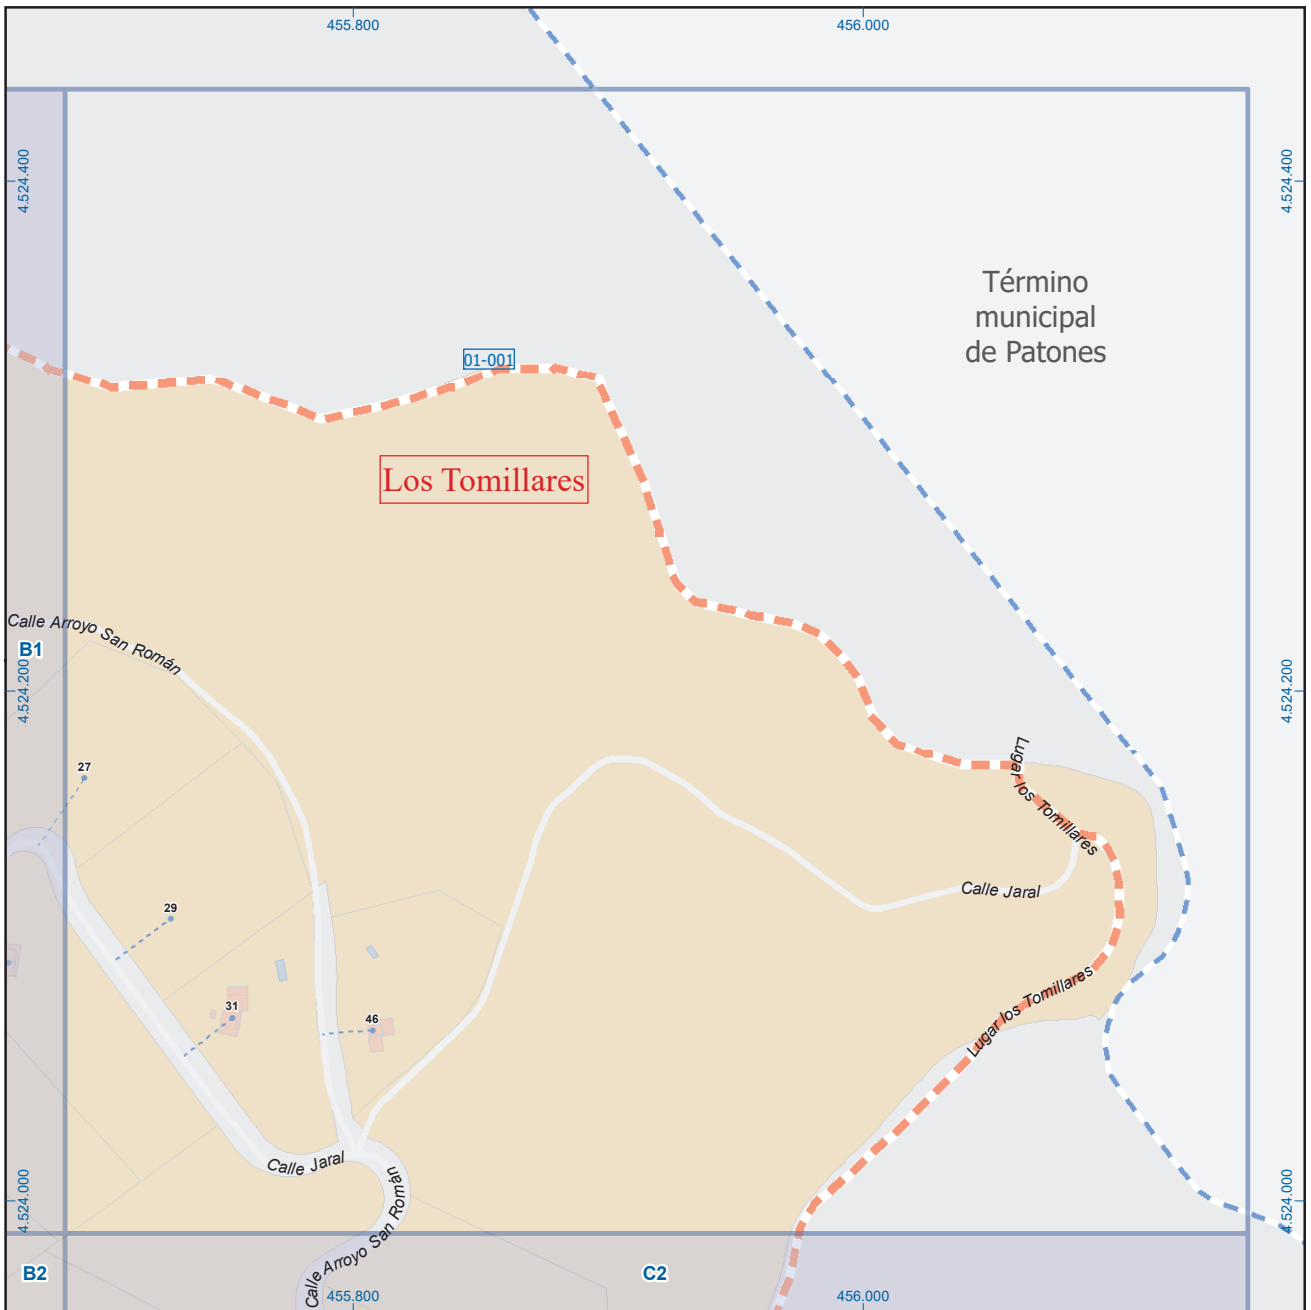 455.800
456.000
4.524.400
4.524.400
Término
municipal
de Patones
01-001
Los Tomillares
Calle Arroyo San Román
B1
4.524.200
4.524.200
Lugar los Tomillares
27
Calle Jaral
29
Lugar los Tomillares
31
46
Calle Jaral
Calle Arroyo San Román
4.524.000
4.524.000
B2
C2
455.800
456.000